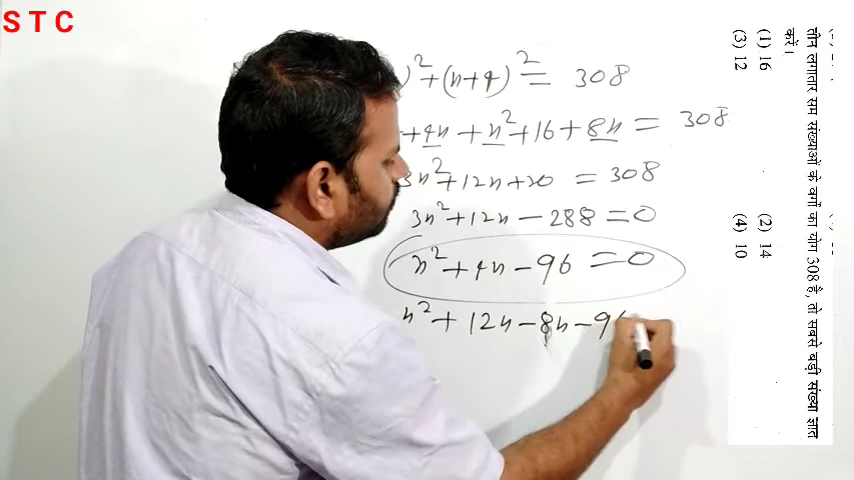 STC
)²+(n+4)² = 308
+4n+n²+16+8n = 308
3n²+12n+20 = 308
3n²+12n-288=0
n²+4n-96=0
n²+12n-8n-9
तीन लगातार सम संख्याओं के वर्गों का योग 308 है, तो सबसे बड़ी संख्या ज्ञात
करें।
(1) 16 (2) 14
(3) 12 (4) 10